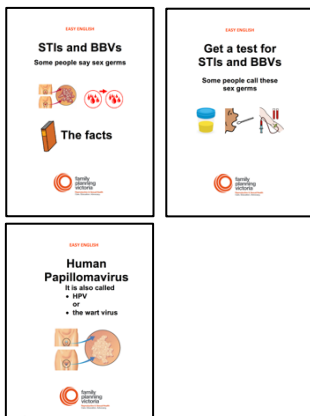 EASY ENGLISH
STIs and BBVs
Some people say sex germs
The facts
family
planning
victoria
EASY ENGLISH
Get a test for
STIs and BBVs
Some people call these
sex germs
family
planning
victoria
EASY ENGLISH
Human
Papillomavirus
It is also called
• HPV
or
• the wart virus
family
planning
victoria